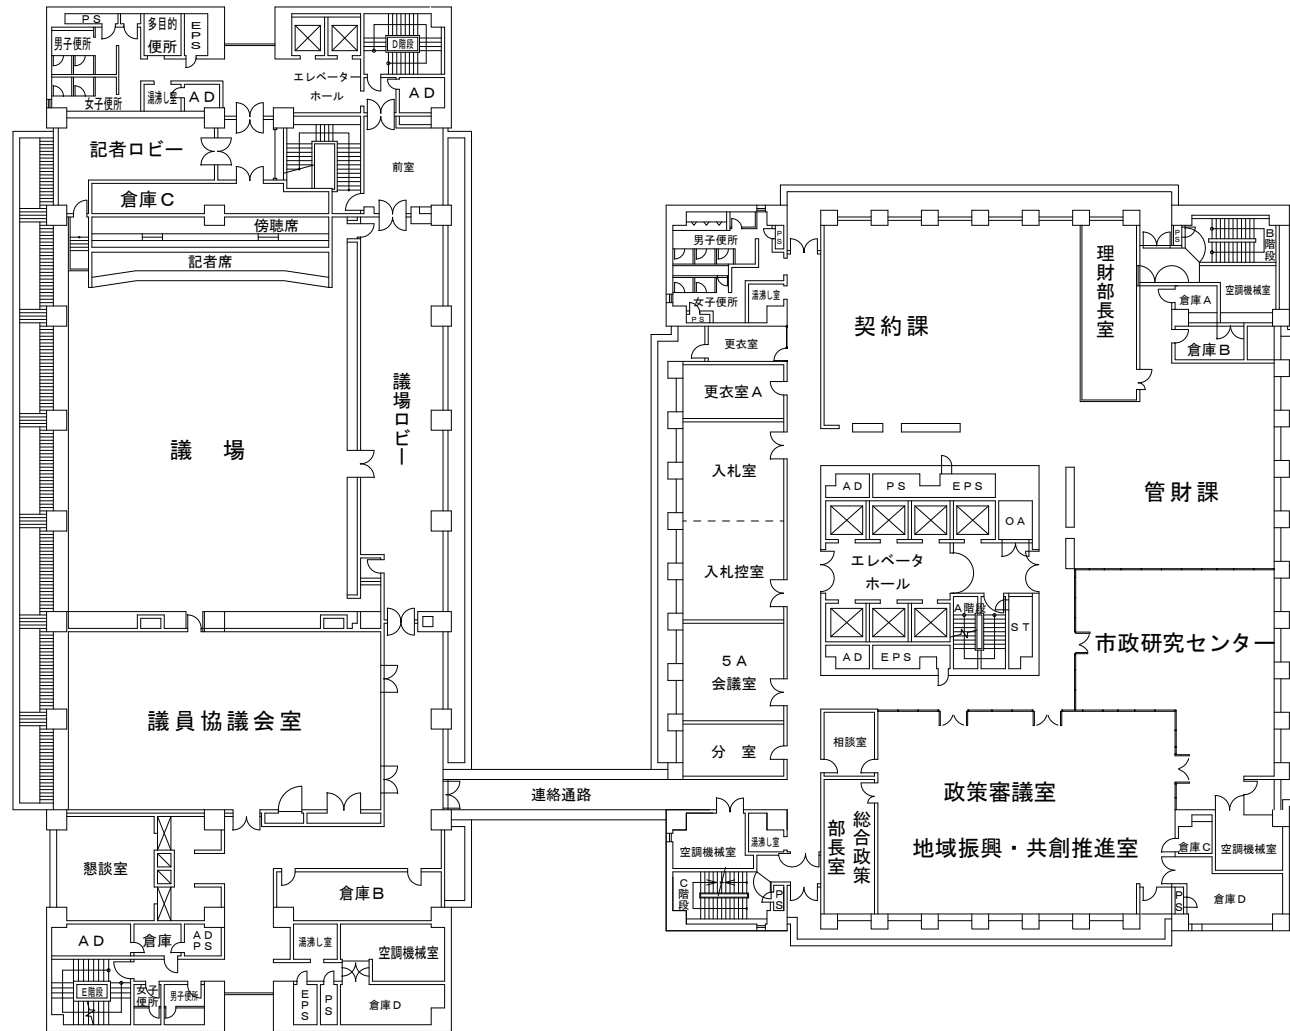 PS
多目的
便所
EPS
男子便所
女子便所
湯沸し室
AD
エレベーター
ホール
D階段
AD
記者ロビー
前室
倉庫C
傍聴席
記者席
議場ロビー
議 場
議員協議会室
懇談室
倉庫B
AD
倉庫
AD
PS
湯沸し室
空調機械室
E階段
女子
便所
男子便所
EPS
PS
倉庫D
連絡通路
男子便所
PS
女子便所
湯沸し室
PS
更衣室
更衣室A
入札室
入札控室
5A
会議室
分 室
契約課
理財部長室
PS
B階段
空調機械室
倉庫A
倉庫B
管財課
AD
PS
EPS
OA
エレベータ
ホール
A階段
ST
AD
EPS
市政研究センター
相談室
政策審議室
地域振興・共創推進室
総合政策
部長室
空調機械室
湯沸し室
C階段
PS
倉庫C
空調機械室
PS
倉庫D